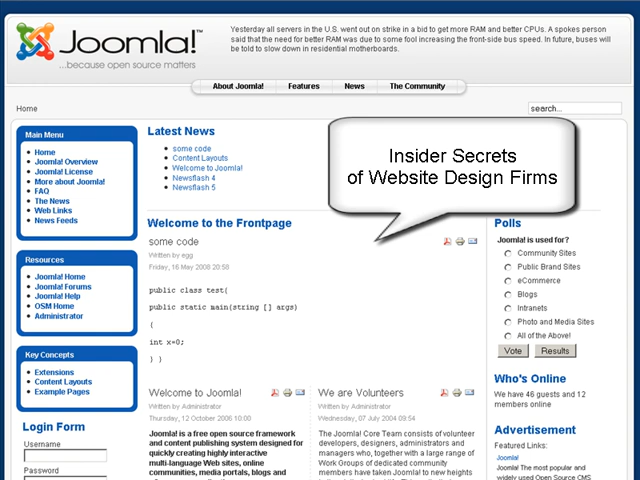 Joomla!™
...because open source matters
Yesterday all servers in the U.S. went out on strike in a bid to get more RAM and better CPUs. A spokes person
said that the need for better RAM was due to some fool increasing the front-side bus speed. In future, buses will
be told to slow down in residential motherboards.
About Joomla!
Features
News
The Community
Home
search...
Main Menu
Home
Joomla! Overview
Joomla! License
More about Joomla!
FAQ
The News
Web Links
News Feeds
Resources
Joomla! Home
Joomla! Forums
Joomla! Help
OSM Home
Administrator
Key Concepts
Extensions
Content Layouts
Example Pages
Login Form
Username
Password
Latest News
some code
Content Layouts
Welcome to Joomla!
Newsflash 4
Newsflash 5
Insider Secrets
of Website Design Firms
Welcome to the Frontpage
some code
Written by egg
Friday, 16 May 2008 20:58
public class test{
public static main(string [] args)
{
int x=0;
} }
Welcome to Joomla!
Written by Administrator
Thursday, 12 October 2006 10:00
Joomla! is a free open source framework
and content publishing system designed for
quickly creating highly interactive
multi-language Web sites, online
communities, media portals, blogs and
We are Volunteers
Written by Administrator
Wednesday, 07 July 2004 09:54
The Joomla! Core Team consists of volunteer
developers, designers, administrators and
managers who, together with a large range of
Work Groups of dedicated community
members have taken Joomla! to new heights
Polls
Joomla! is used for?
Community Sites
Public Brand Sites
eCommerce
Blogs
Intranets
Photo and Media Sites
All of the Above!
Vote
Results
Who's Online
We have 46 guests and 12
members online
Advertisement
Featured Links:
Joomla!
Joomla! The most popular and
widely used Open Source CMS